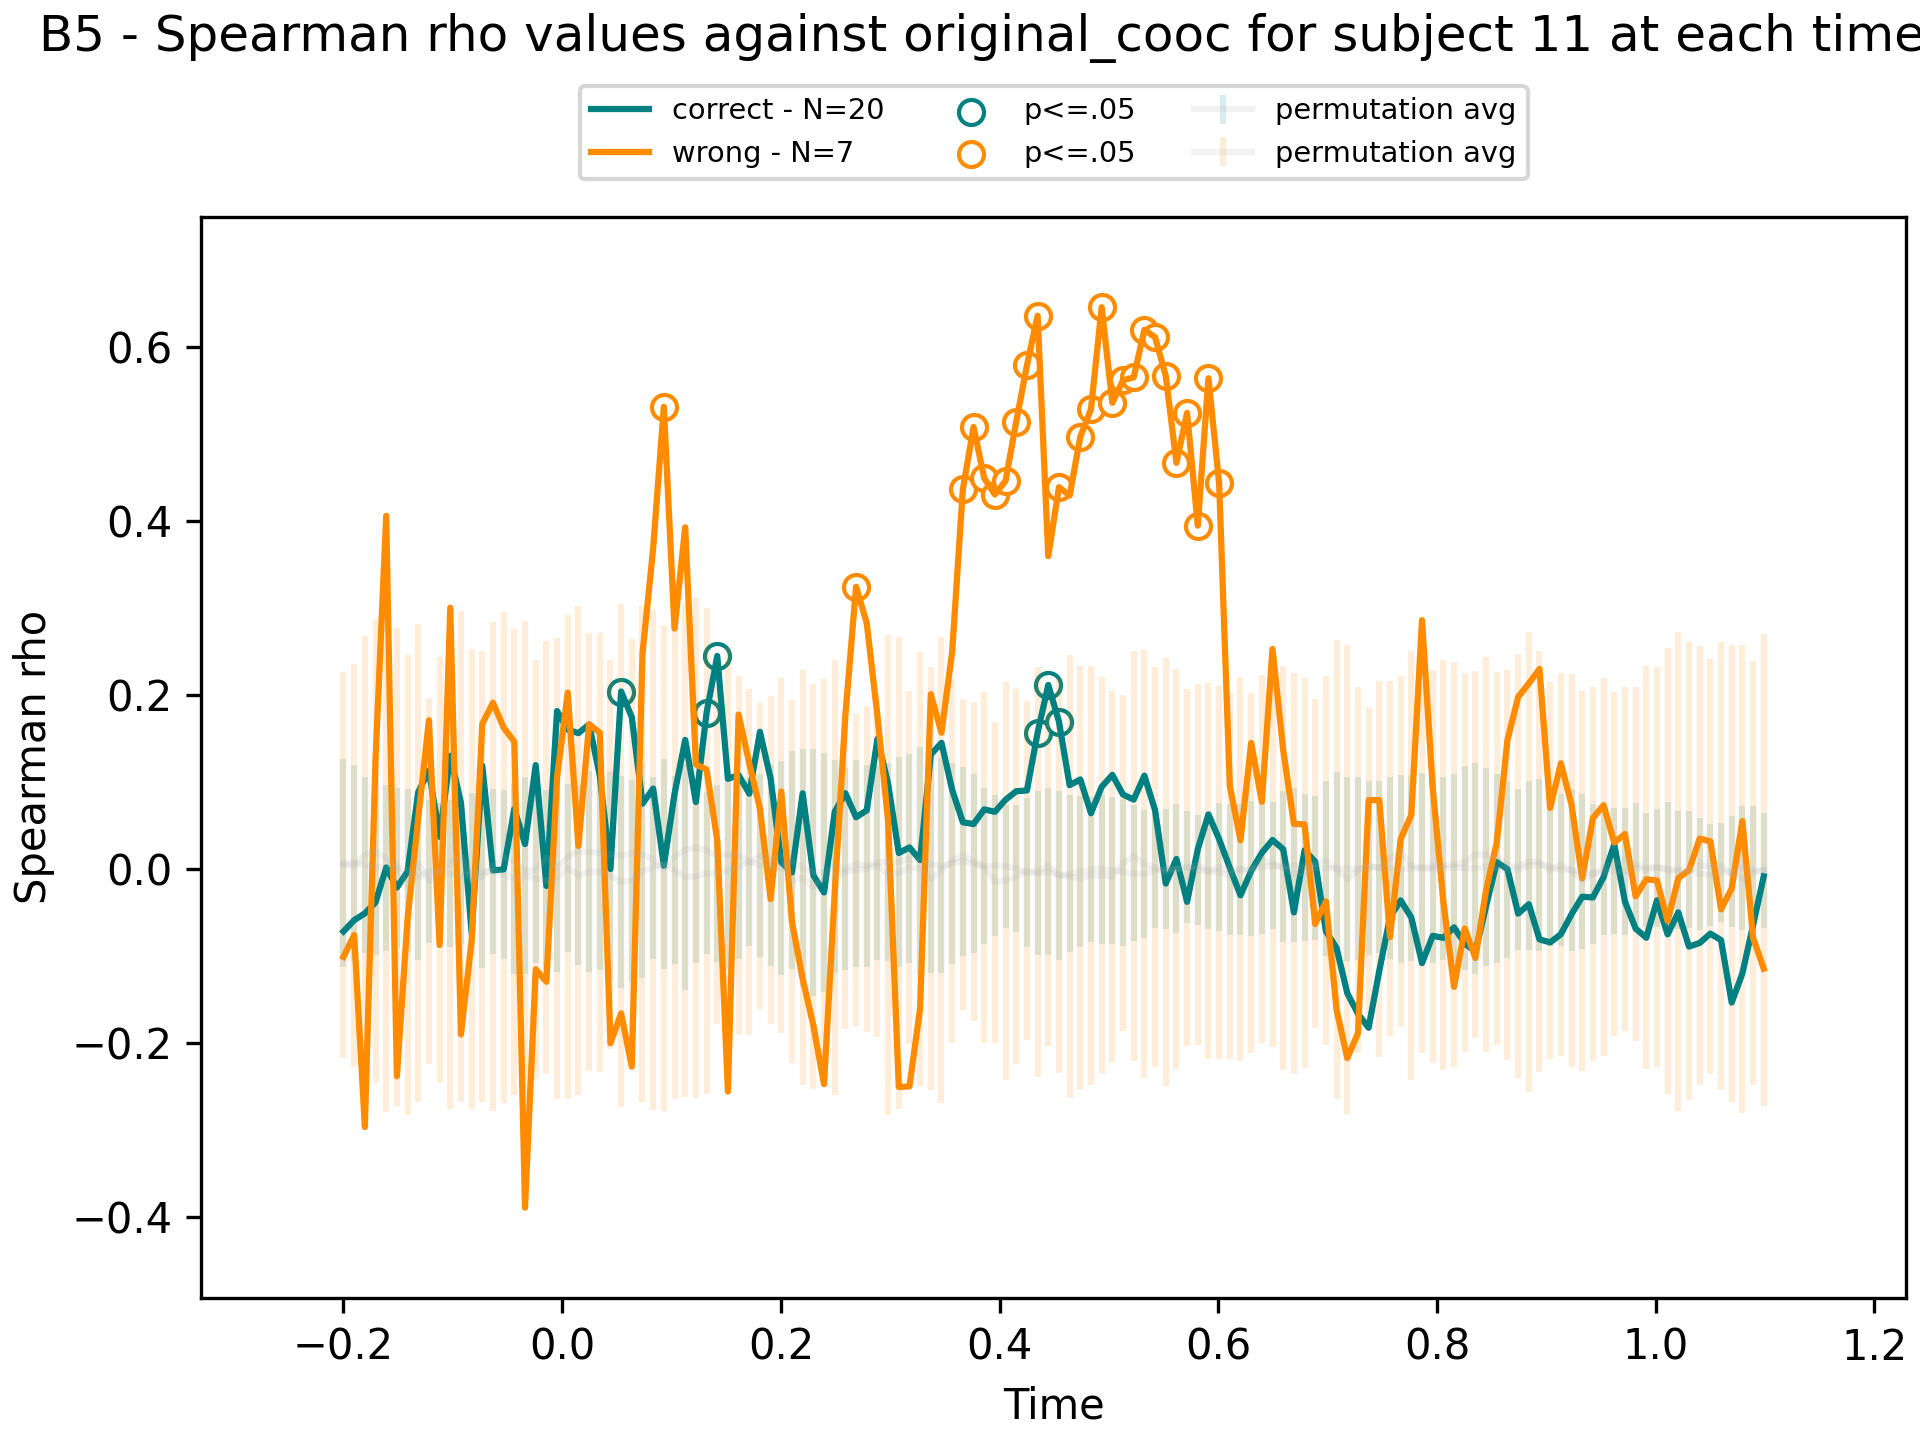 B5 - Spearman rho values against original_cooc for subject 11 at each time
correct - N=20
wrong - N=7
p<=.05
p<=.05
permutation avg
permutation avg
Spearman rho
0.6
0.4
0.2
0.0
−0.2
−0.4
−0.2 0.0 0.2 0.4 0.6 0.8 1.0 1.2
Time